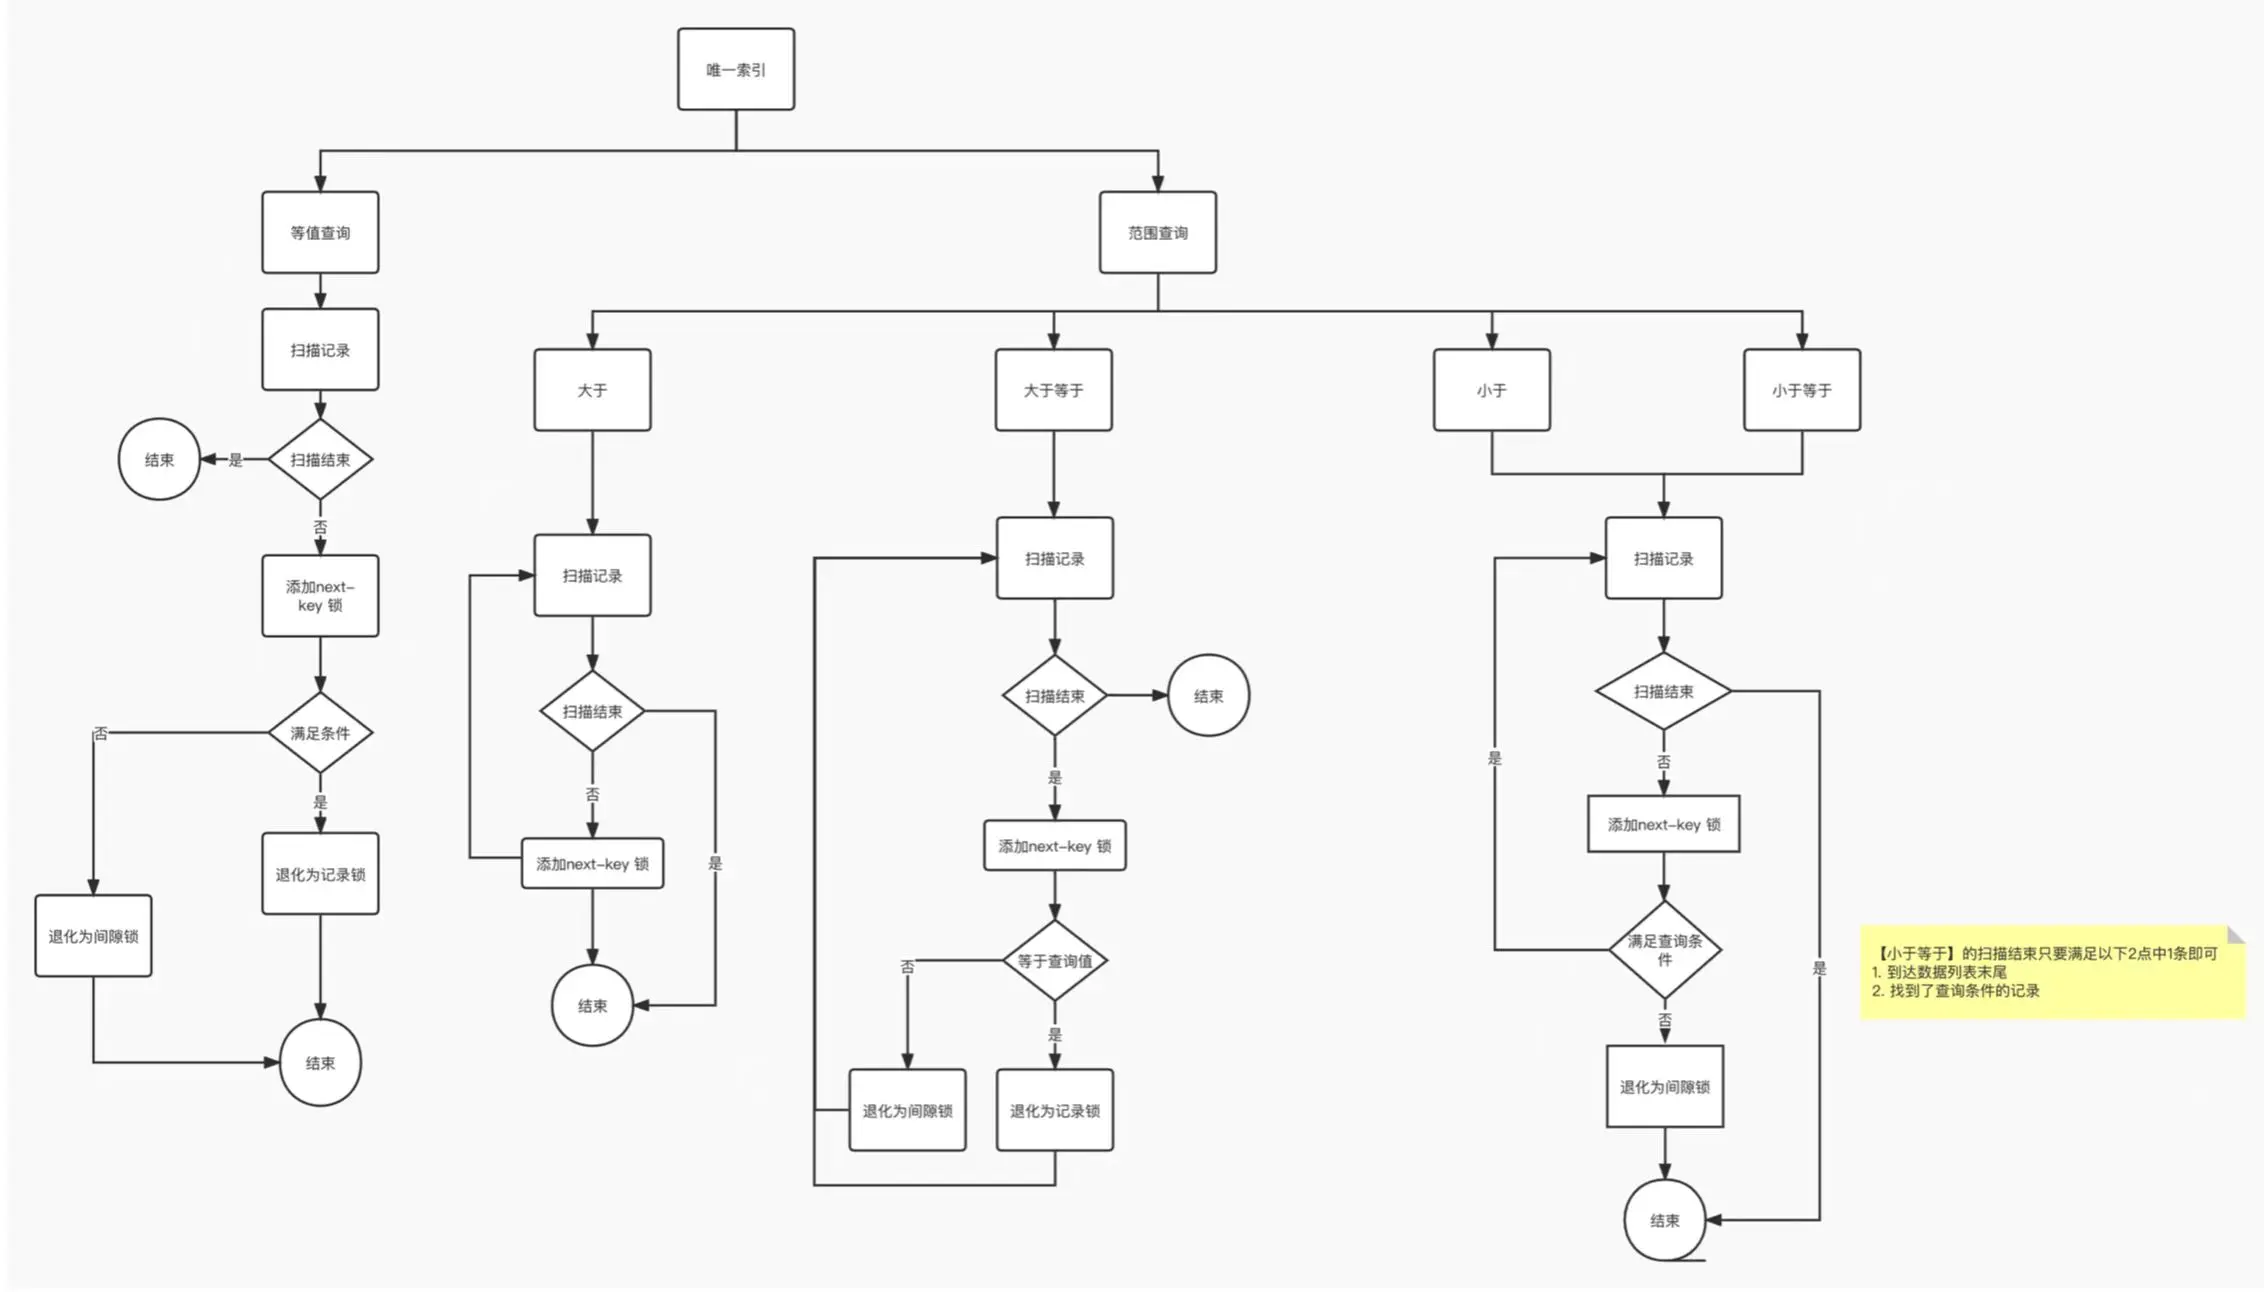 唯一索引
等值查询
范围查询
扫描记录
大于
大于等于
小于
小于等于
结束
是
扫描结束
否
扫描记录
扫描记录
扫描记录
添加next-
key 锁
扫描结束
扫描结束
结束
扫描结束
否
满足条件
是
否
是
否
是
添加next-key 锁
添加next-key 锁
是
添加next-key 锁
退化为记录锁
退化为间隙锁
等于查询值
否
满足查询条
件
是
【小于等于】的扫描结束只要满足以下2点中1条即可
1. 到达数据列表末尾
2. 找到了查询条件的记录
结束
是
否
结束
退化为间隙锁
退化为记录锁
退化为间隙锁
结束